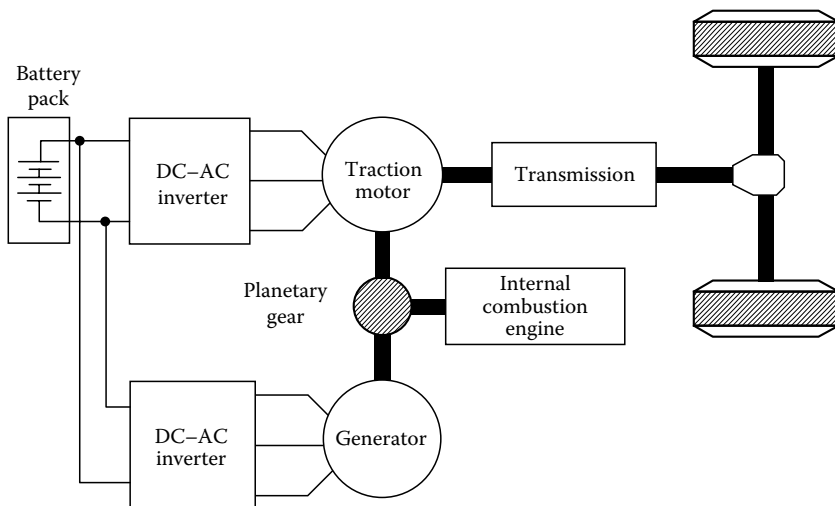 Battery
pack
DC–AC
inverter
Traction
motor
Transmission
Planetary
gear
Internal
combustion
engine
DC–AC
inverter
Generator